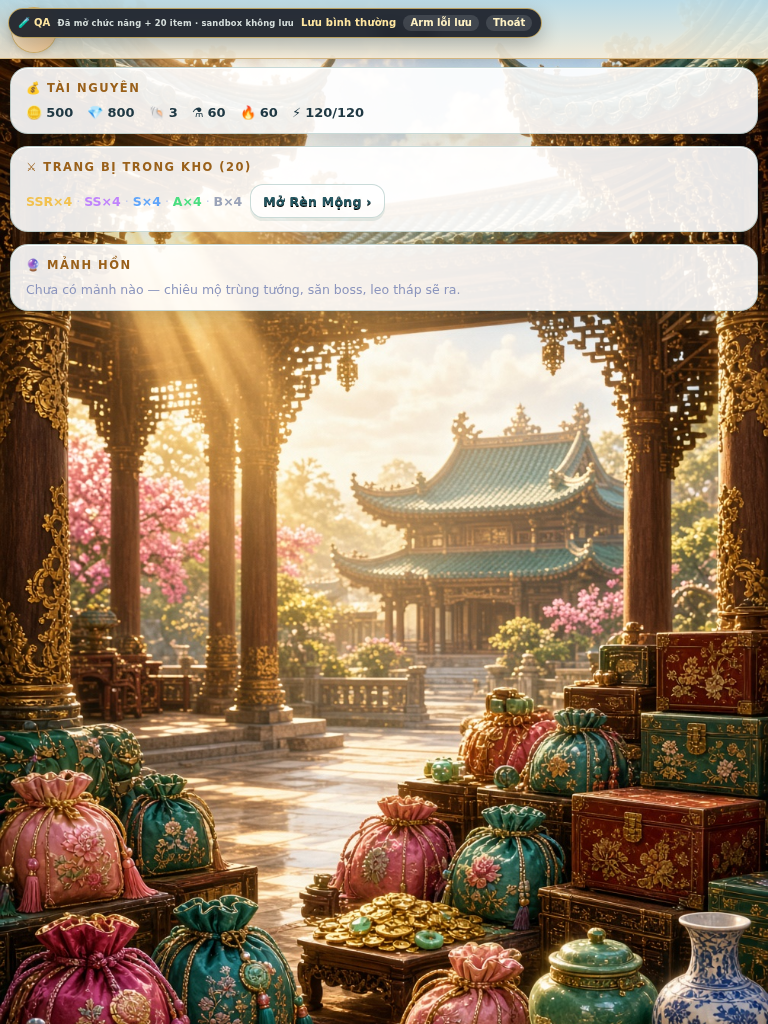 🧪 QA Đã mở chức năng + 20 item · sandbox không lưu Lưu bình thường Arm lỗi lưu Thoát
💰 TÀI NGUYÊN
🪙 500 💎 800 🐚 3 ⚗ 60 🔥 60 ⚡ 120/120
⚔ TRANG BỊ TRONG KHO (20)
SSR×4 · SS×4 · S×4 · A×4 · B×4 Mở Rèn Mộng ›
🔮 MẢNH HỒN
Chưa có mảnh nào — chiêu mộ trùng tướng, săn boss, leo tháp sẽ ra.